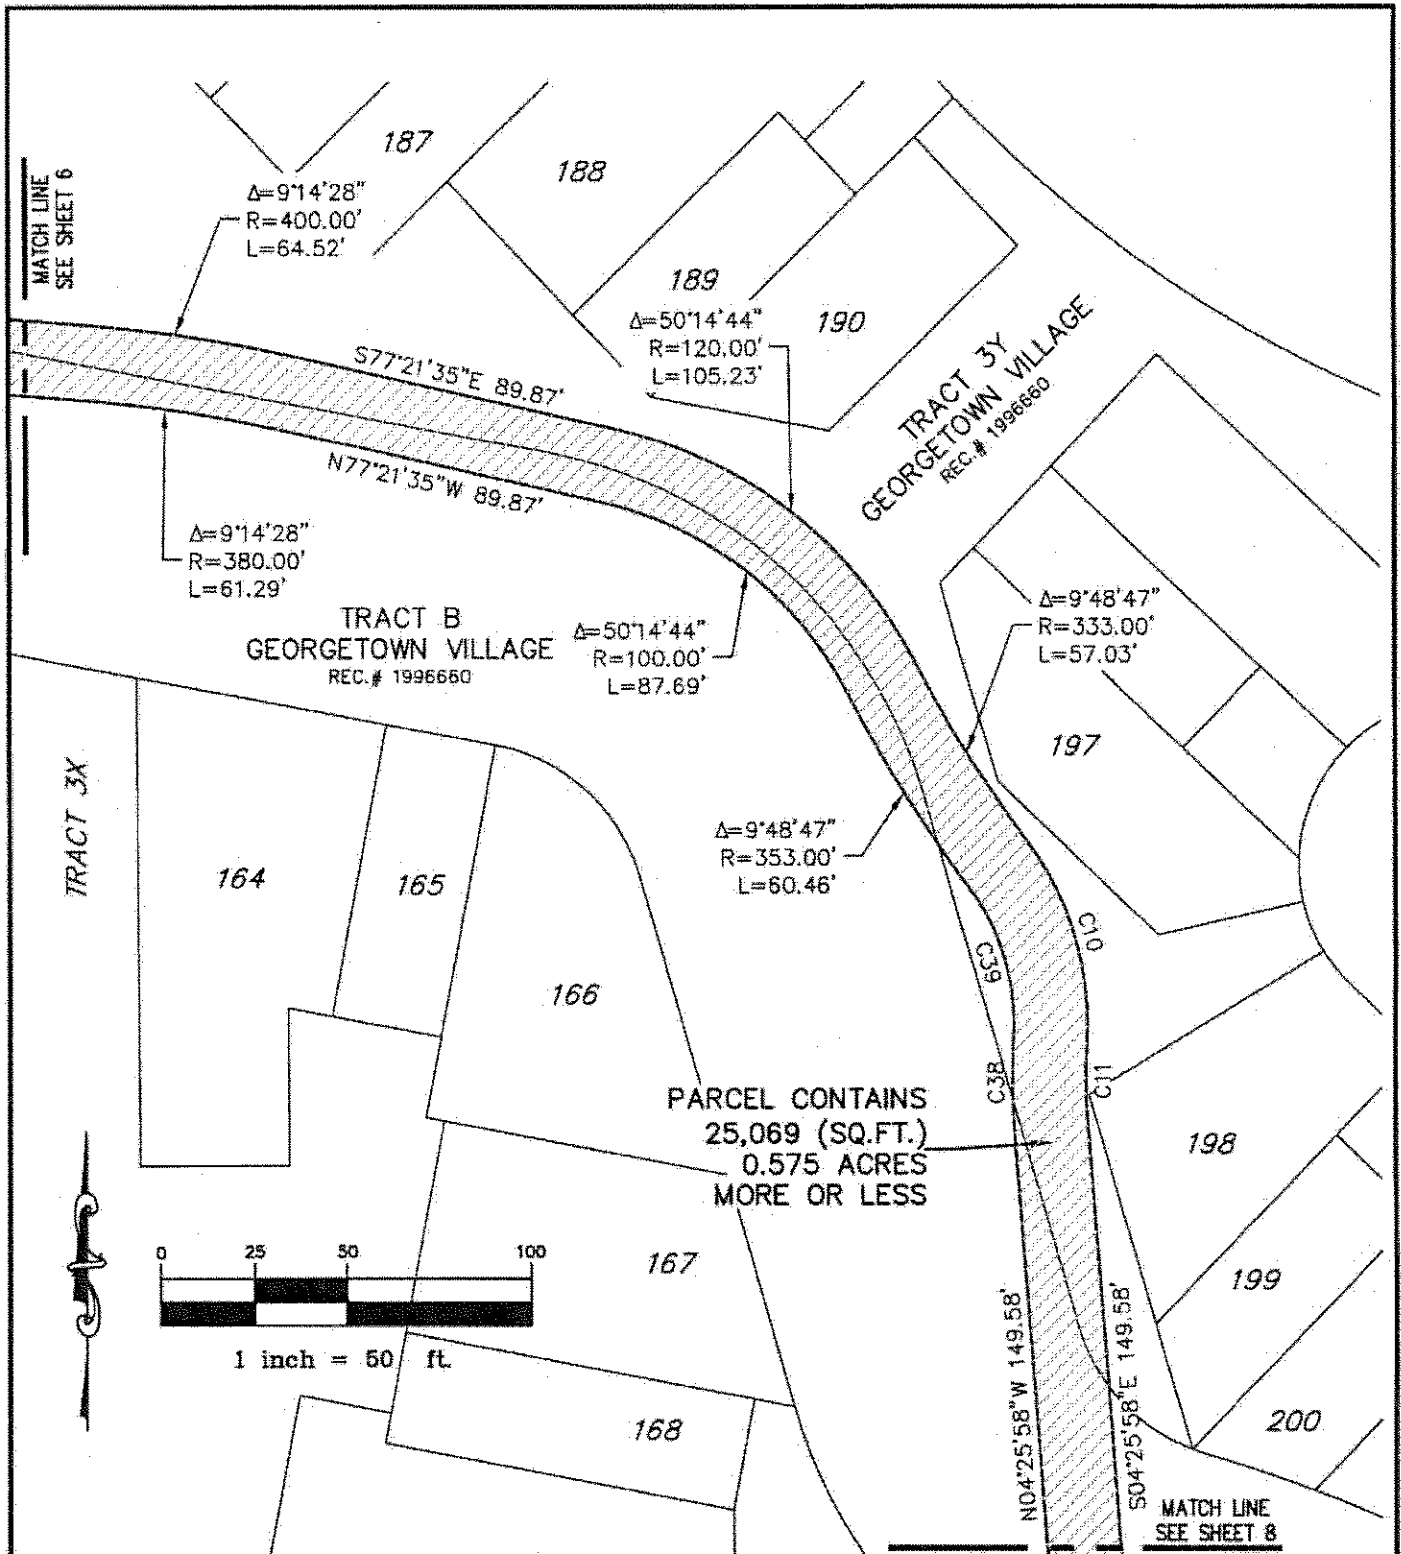 187
188
MATCH LINE
SEE SHEET 6
Δ=9°14'28"
R=400.00'
L=64.52'
189
190
Δ=50°14'44"
R=120.00'
L=105.23'
TRACT 3Y
GEORGETOWN VILLAGE
REC.# 1996660
S77°21'35"E 89.87'
N77°21'35"W 89.87'
Δ=9°14'28"
R=380.00'
L=61.29'
TRACT B
GEORGETOWN VILLAGE
REC.# 1996660
Δ=50°14'44"
R=100.00'
L=87.69'
Δ=9°48'47"
R=333.00'
L=57.03'
197
TRACT 3X
164
165
Δ=9°48'47"
R=353.00'
L=60.46'
C10
C39
166
C38
C11
PARCEL CONTAINS
25,069 (SQ.FT.)
0.575 ACRES
MORE OR LESS
198
0 25 50 100
1 inch = 50 ft.
167
199
N04°25'58"W 149.58'
S04°25'58"E 149.58'
168
200
MATCH LINE
SEE SHEET 8